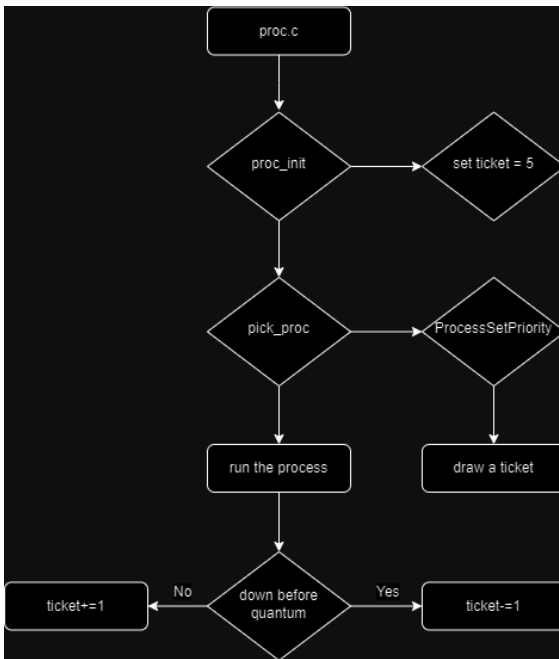 proc.c
proc_init
set ticket = 5
pick_proc
ProcessSetPriority
run the process
draw a ticket
No
down before
quantum
Yes
ticket+=1
ticket-=1